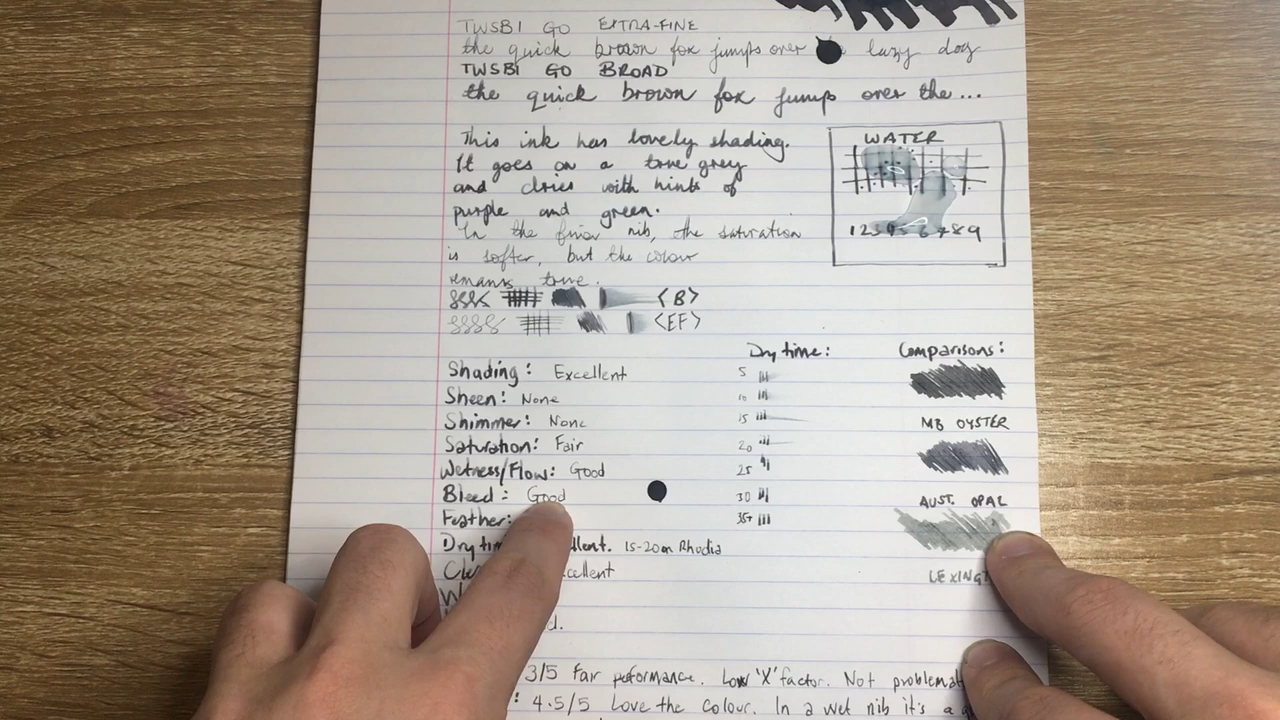 TWSBI GO EXTRA-FINE
the quick brown fox jumps over lazy dog
TWSBI GO BROAD
the quick brown fox jumps over the ...
This ink has lovely shading.
It goes on a true grey
and dries with hints of
purple and green.
In the finer nib, the saturation
is softer, but the colour
remains true.
WATER
123456789
<B>
<EF>
Shading: Excellent
Sheen: None
Shimmer: None
Saturation: Fair
Wetness/Flow: Good
Bleed: Good
Feather:
Dry time: 15-20 on Rhodia
Dry time:
5
10
15
20
25
30
35+
Comparisons:
MB OYSTER
AUST. OPAL
3/5 Fair performance. Low 'X' factor. Not
: 4.5/5 Love the colour. In a wet nib it's a